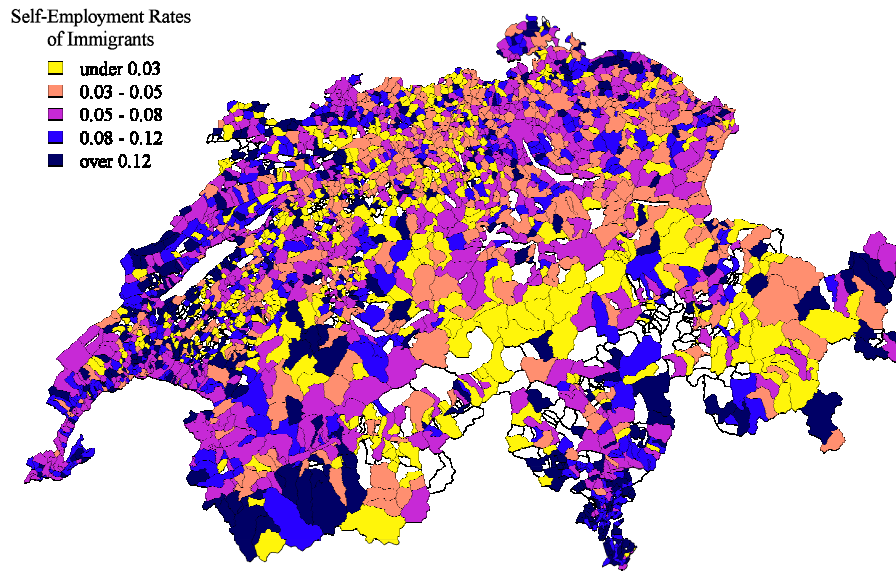 Self-Employment Rates
of Immigrants
under 0.03
0.03 - 0.05
0.05 - 0.08
0.08 - 0.12
over 0.12